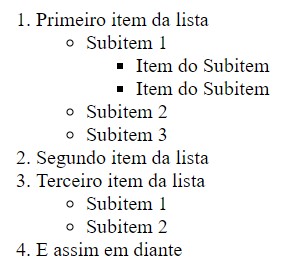 1. Primeiro item da lista
○ Subitem 1
■ Item do Subitem
■ Item do Subitem
○ Subitem 2
○ Subitem 3
2. Segundo item da lista
3. Terceiro item da lista
○ Subitem 1
○ Subitem 2
4. E assim em diante